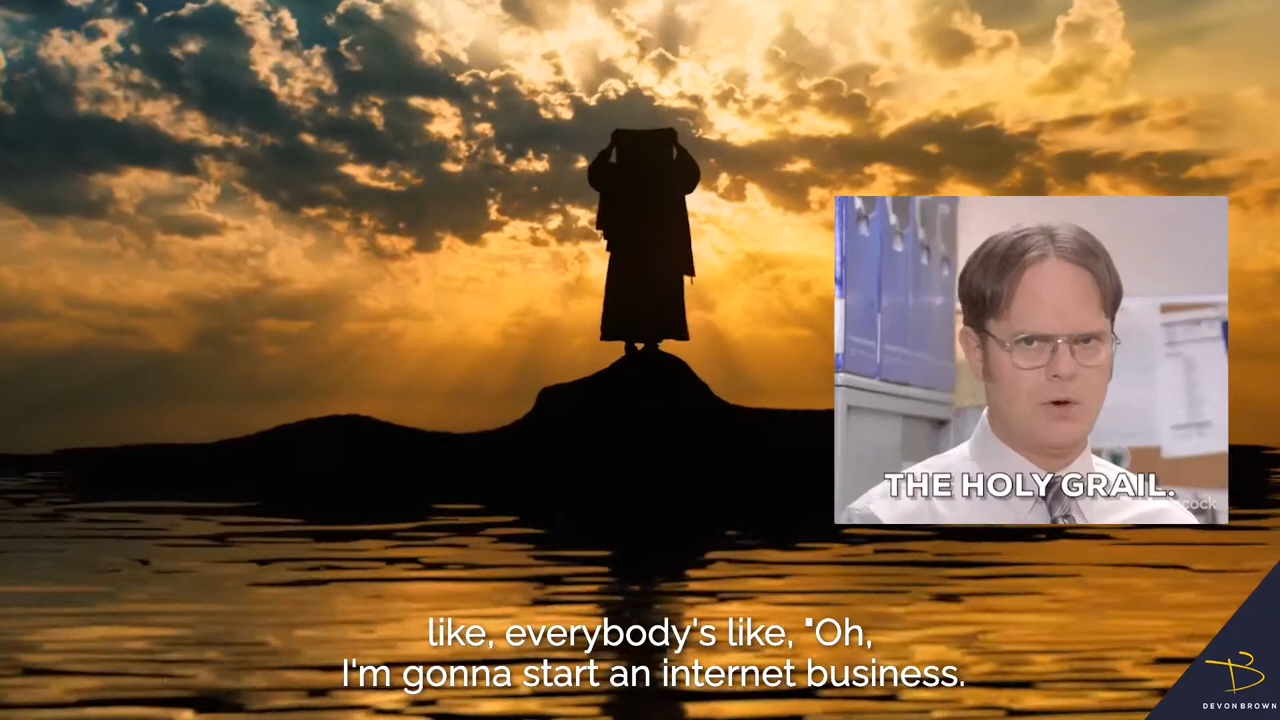 THE HOLY GRAIL.
like, everybody's like, "Oh,
I'm gonna start an internet business.
DEVON BROWN